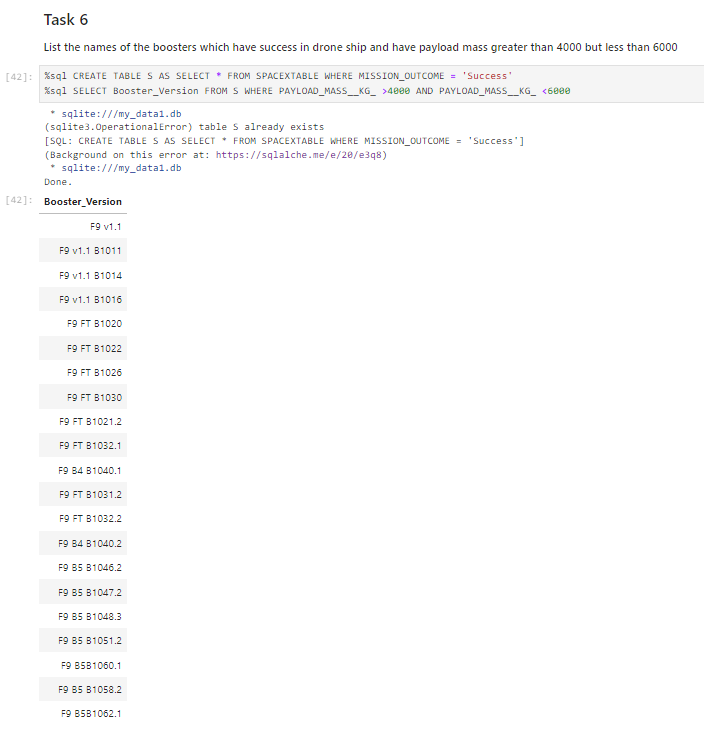 Task 6
List the names of the boosters which have success in drone ship and have payload mass greater than 4000 but less than 6000
[42]: %sql CREATE TABLE S AS SELECT * FROM SPACEXTABLE WHERE MISSION_OUTCOME = 'Success'
%sql SELECT Booster_Version FROM S WHERE PAYLOAD_MASS__KG_ >4000 AND PAYLOAD_MASS__KG_ <6000
* sqlite:///my_data1.db
(sqlite3.OperationalError) table S already exists
[SQL: CREATE TABLE S AS SELECT * FROM SPACEXTABLE WHERE MISSION_OUTCOME = 'Success']
(Background on this error at: https://sqlalche.me/e/20/e3q8)
* sqlite:///my_data1.db
Done.
[42]: Booster_Version
F9 v1.1
F9 v1.1 B1011
F9 v1.1 B1014
F9 v1.1 B1016
F9 FT B1020
F9 FT B1022
F9 FT B1026
F9 FT B1030
F9 FT B1021.2
F9 FT B1032.1
F9 B4 B1040.1
F9 FT B1031.2
F9 FT B1032.2
F9 B4 B1040.2
F9 B5 B1046.2
F9 B5 B1047.2
F9 B5 B1048.3
F9 B5 B1051.2
F9 B5B1060.1
F9 B5 B1058.2
F9 B5B1062.1